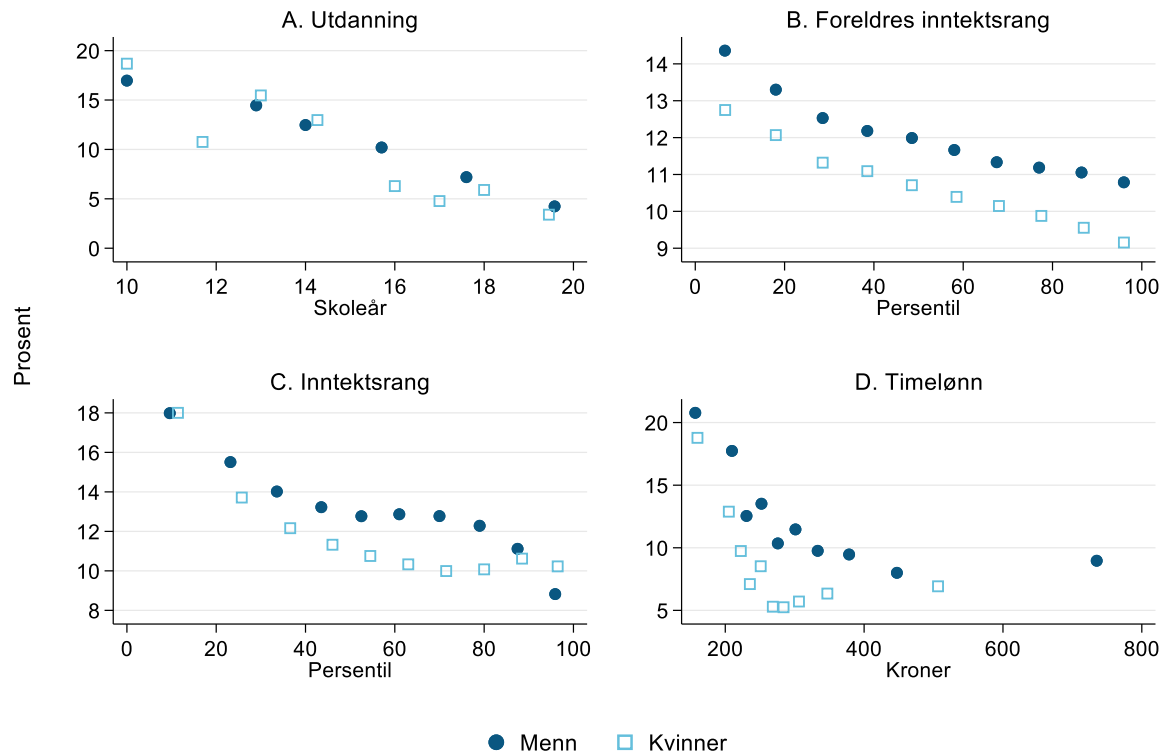 A. Utdanning
20
15
10
5
0
10 12 14 16 18 20
Skoleår
B. Foreldres inntektsrang
14
13
12
11
10
9
0 20 40 60 80 100
Persentil
Prosent
C. Inntektsrang
18
16
14
12
10
8
0 20 40 60 80 100
Persentil
D. Timelønn
20
15
10
5
200 400 600 800
Kroner
Menn Kvinner